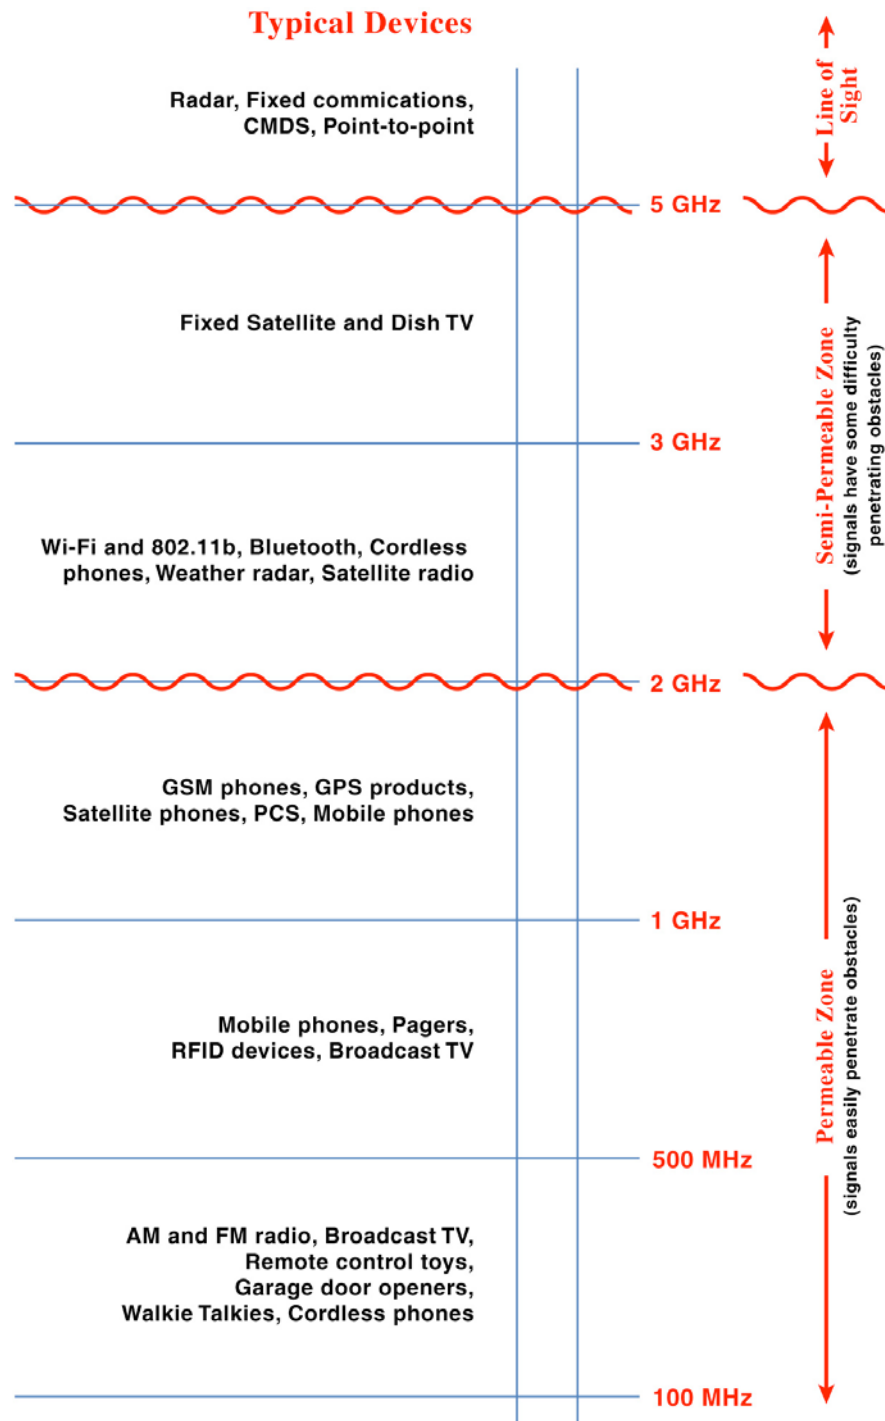 Typical Devices
Line of
Sight
Radar, Fixed commications,
CMDS, Point-to-point
5 GHz
Fixed Satellite and Dish TV
Semi-Permeable Zone
(signals have some difficulty
penetrating obstacles)
3 GHz
Wi-Fi and 802.11b, Bluetooth, Cordless
phones, Weather radar, Satellite radio
2 GHz
GSM phones, GPS products,
Satellite phones, PCS, Mobile phones
1 GHz
Permeable Zone
(signals easily penetrate obstacles)
Mobile phones, Pagers,
RFID devices, Broadcast TV
500 MHz
AM and FM radio, Broadcast TV,
Remote control toys,
Garage door openers,
Walkie Talkies, Cordless phones
100 MHz